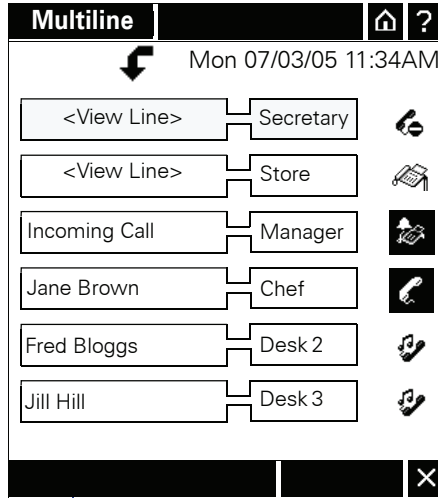 Multiline ?
Mon 07/03/05 11:34AM
<View Line> Secretary
<View Line> Store
Incoming Call Manager
Jane Brown Chef
Fred Bloggs Desk 2
Jill Hill Desk 3